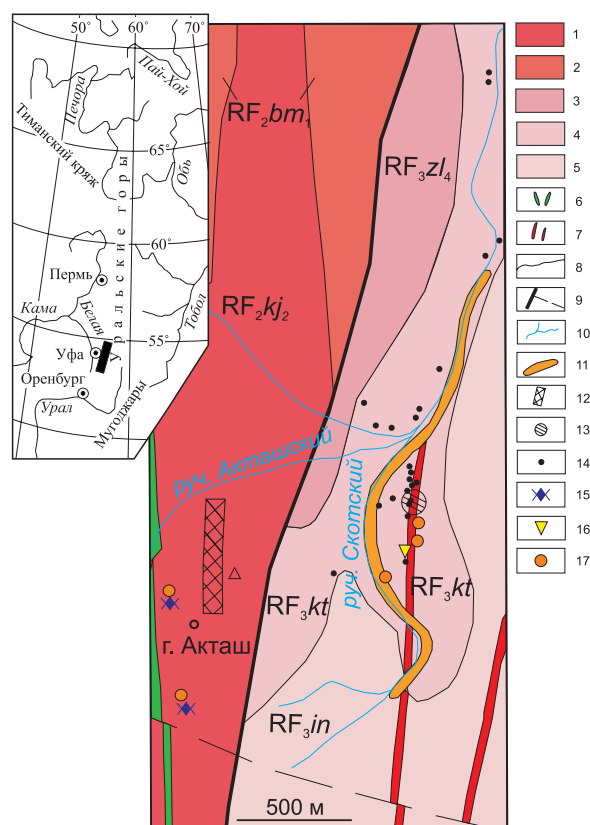 50° 70°
60°
Пай-Хой
Печора
Тиманский кряж
65°
Обь
Уральские горы
60°
Пермь
Кама
Белая
Тобол
55°
Уфа
Оренбург
Урал
Мугоджары
RF₂bm₁
RF₃zl₄
RF₂kj₂
руч. Акташский
руч. Скотский
RF₃kt
RF₃kt
г. Акташ
RF₃in
500 м
1
2
3
4
5
6
7
8
9
10
11
12
13
14
15
16
17